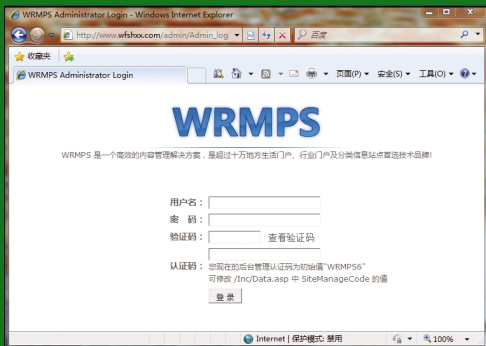 WRMPS Administrator Login - Windows Internet Explorer
http://www.wfshxx.com/admin/Admin_log
百度
收藏夹
WRMPS Administrator Login
页面(P) 安全(S) 工具(O)
WRMPS
WRMPS 是一个高效的内容管理解决方案，是超过十万地方生活门户、行业门户及分类信息站点首选技术品牌!
用户名：
密 码：
验证码： 查看验证码
认证码：
您现在的后台管理认证码为初始值"WRMPS6"
可修改 /Inc/Data.asp 中 SiteManageCode 的值
登 录
Internet | 保护模式: 禁用
100%